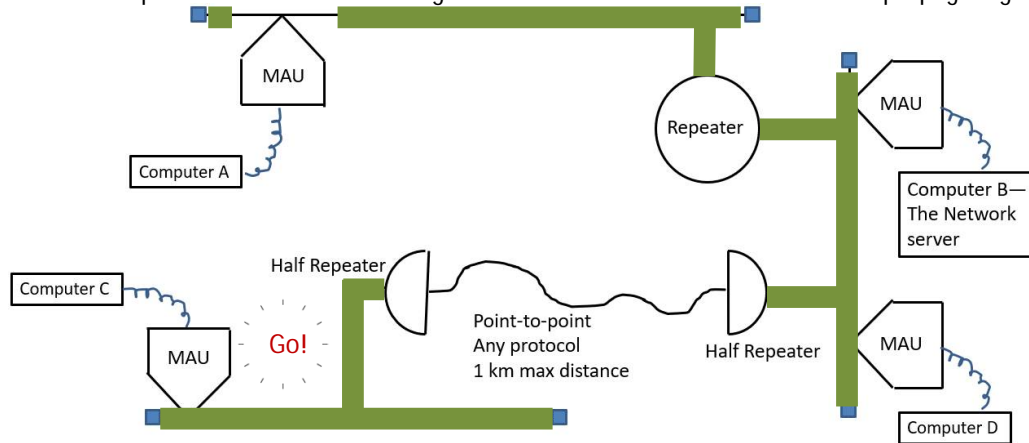 MAU
Repeater
MAU
Computer A
Computer B—
The Network
server
Half Repeater
Computer C
Go!
Point-to-point
Any protocol
1 km max distance
Half Repeater
MAU
MAU
Computer D